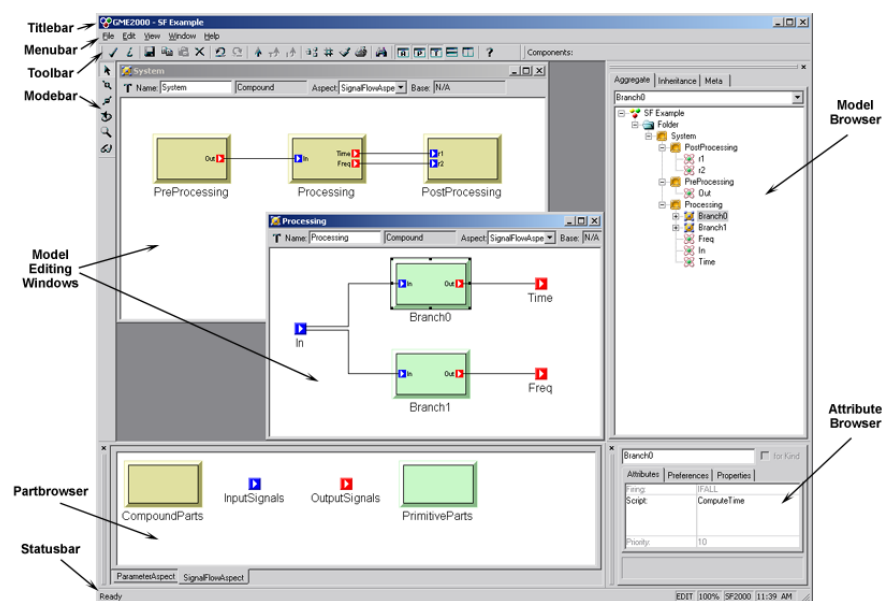 Titlebar
GME2000 - SF Example
Menubar
File Edit View Window Help
Toolbar
Components:
Modebar
System
Name: System Compound Aspect: SignalFlowAspe Base: N/A
Out
In
Time
Freq
r1
r2
PreProcessing
Processing
PostProcessing
Model
Editing
Windows
Processing
Name: Processing Compound Aspect: SignalFlowAspe Base: N/A
In Out
Branch0
Time
In
In Out
Branch1
Freq
Aggregate Inheritance Meta
Branch0
SF Example
Folder
System
PostProcessing
r1
r2
PreProcessing
Out
Processing
Branch0
Branch1
Freq
In
Time
Model
Browser
Attribute
Browser
Branch0 for Kind
Attributes Preferences Properties
Firing: IFALL
Script: ComputeTime
Priority: 10
Partbrowser
CompoundParts
InputSignals
OutputSignals
PrimitiveParts
ParameterAspect SignalFlowAspect
Statusbar
Ready
EDIT 100% SF2000 11:39 AM